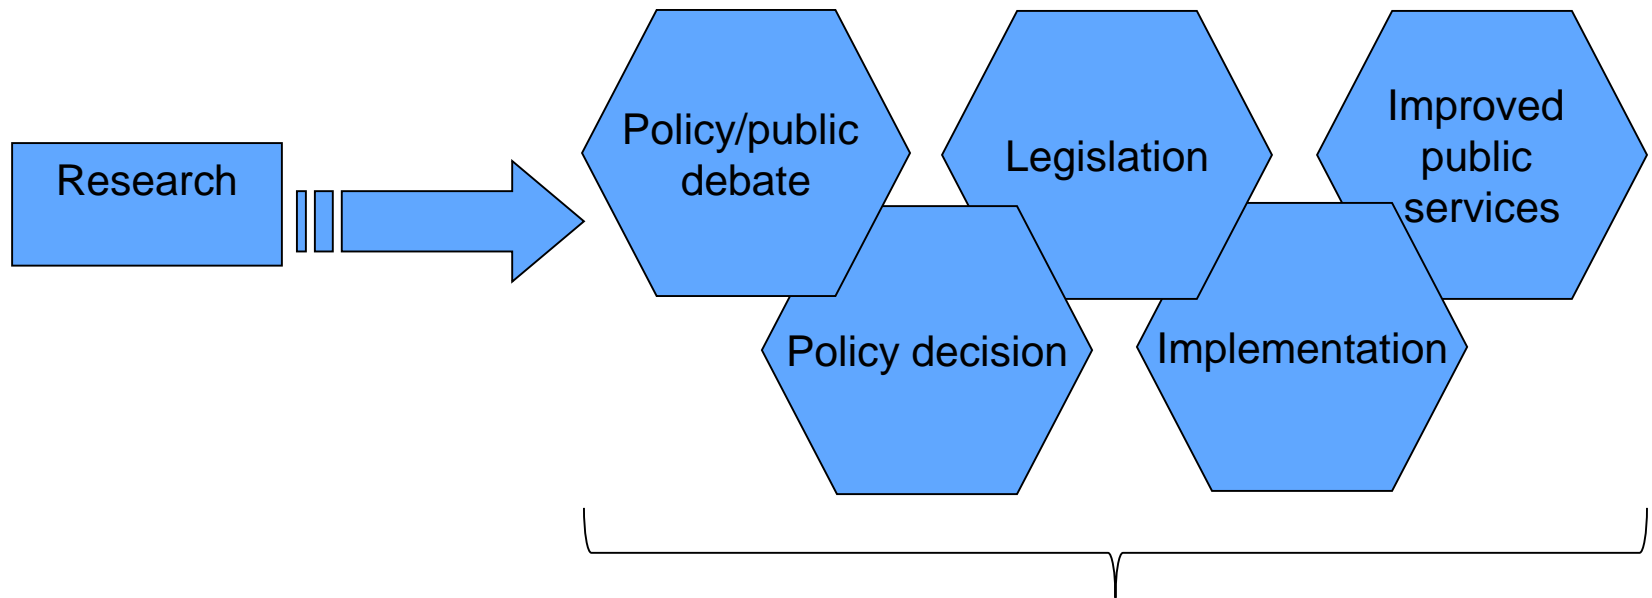 Research
Policy/public
debate
Policy decision
Legislation
Implementation
Improved
public
services